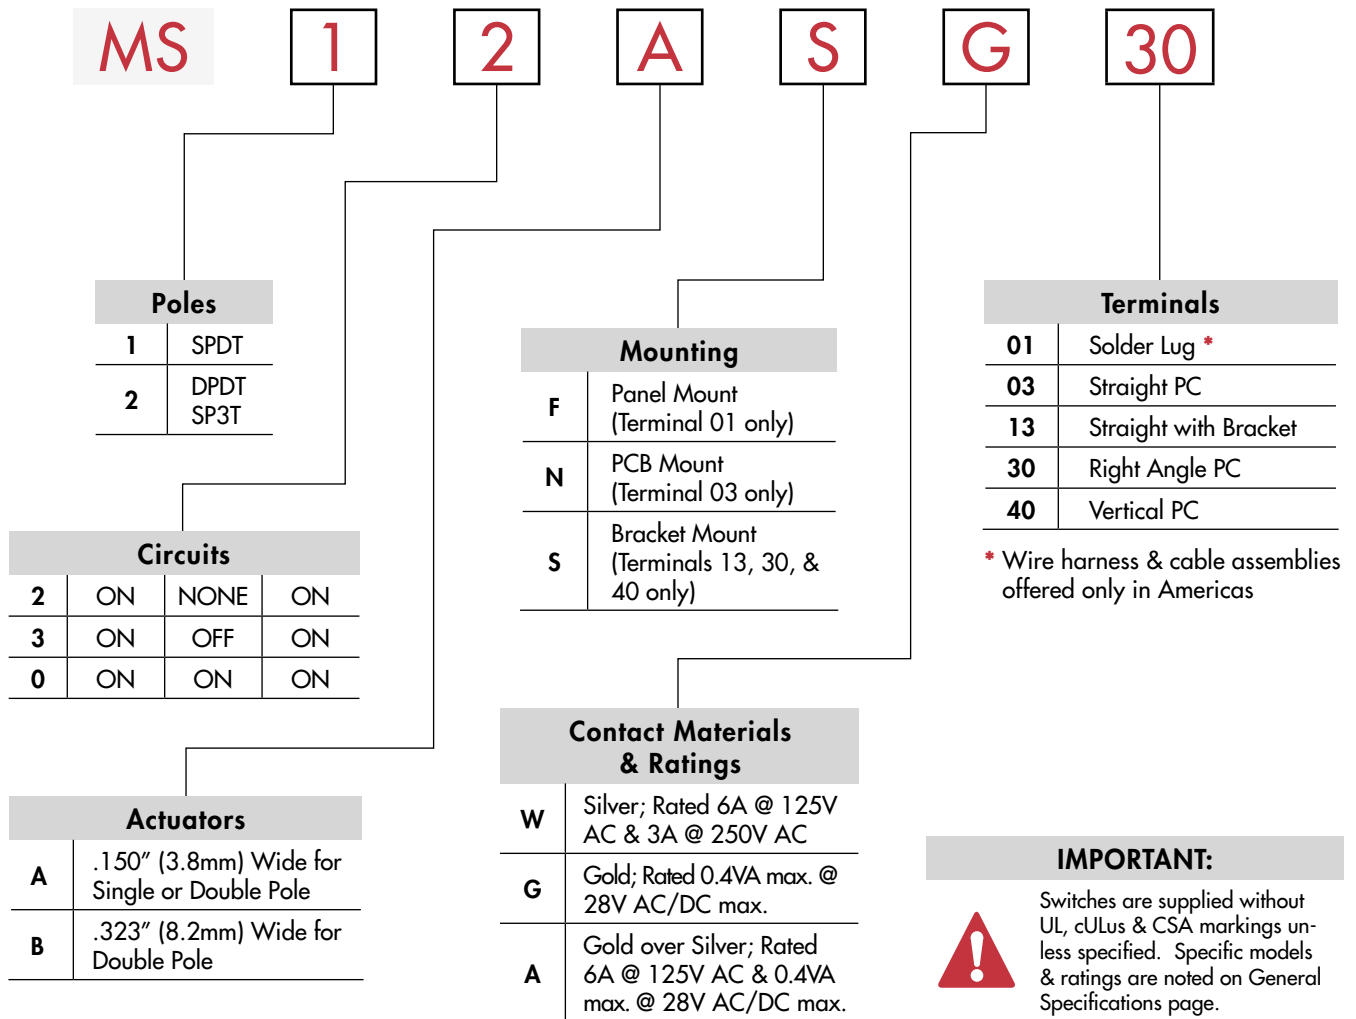 MS 1 2 A S G 30
Poles
1 SPDT
2 DPDT
SP3T
Circuits
2 ON NONE ON
3 ON OFF ON
0 ON ON ON
Actuators
A .150″ (3.8mm) Wide for
Single or Double Pole
B .323″ (8.2mm) Wide for
Double Pole
Mounting
F Panel Mount
(Terminal 01 only)
N PCB Mount
(Terminal 03 only)
S Bracket Mount
(Terminals 13, 30, &
40 only)
Contact Materials
& Ratings
W Silver; Rated 6A @ 125V
AC & 3A @ 250V AC
G Gold; Rated 0.4VA max. @
28V AC/DC max.
A Gold over Silver; Rated
6A @ 125V AC & 0.4VA
max. @ 28V AC/DC max.
Terminals
01 Solder Lug *
03 Straight PC
13 Straight with Bracket
30 Right Angle PC
40 Vertical PC
* Wire harness & cable assemblies
offered only in Americas
IMPORTANT:
!
Switches are supplied without
UL, cULus & CSA markings un-
less specified. Specific models
& ratings are noted on General
Specifications page.